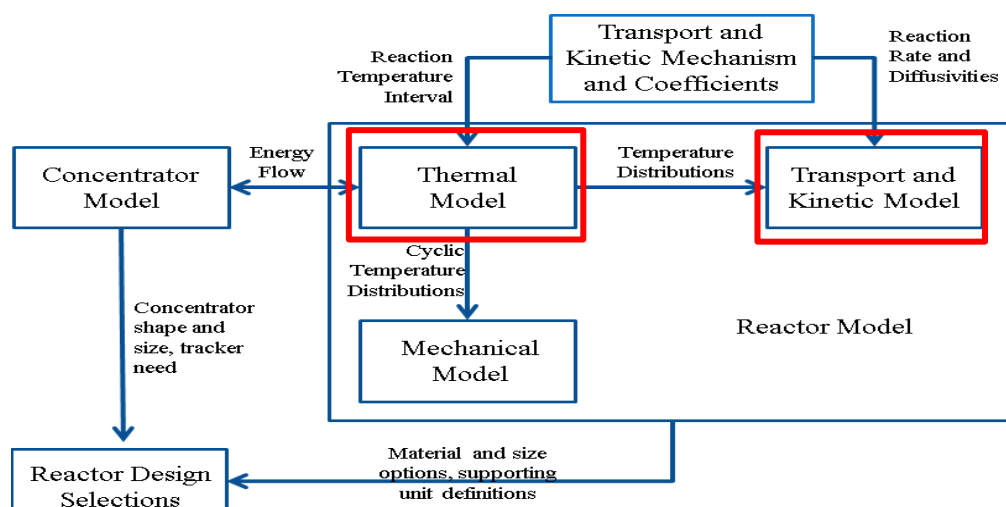 Transport and
Kinetic Mechanism
and Coefficients
Reaction
Temperature
Interval
Reaction
Rate and
Diffusivities
Concentrator
Model
Energy
Flow
Thermal
Model
Temperature
Distributions
Transport and
Kinetic Model
Cyclic
Temperature
Distributions
Concentrator
shape and
size, tracker
need
Mechanical
Model
Reactor Model
Reactor Design
Selections
Material and size
options, supporting
unit definitions